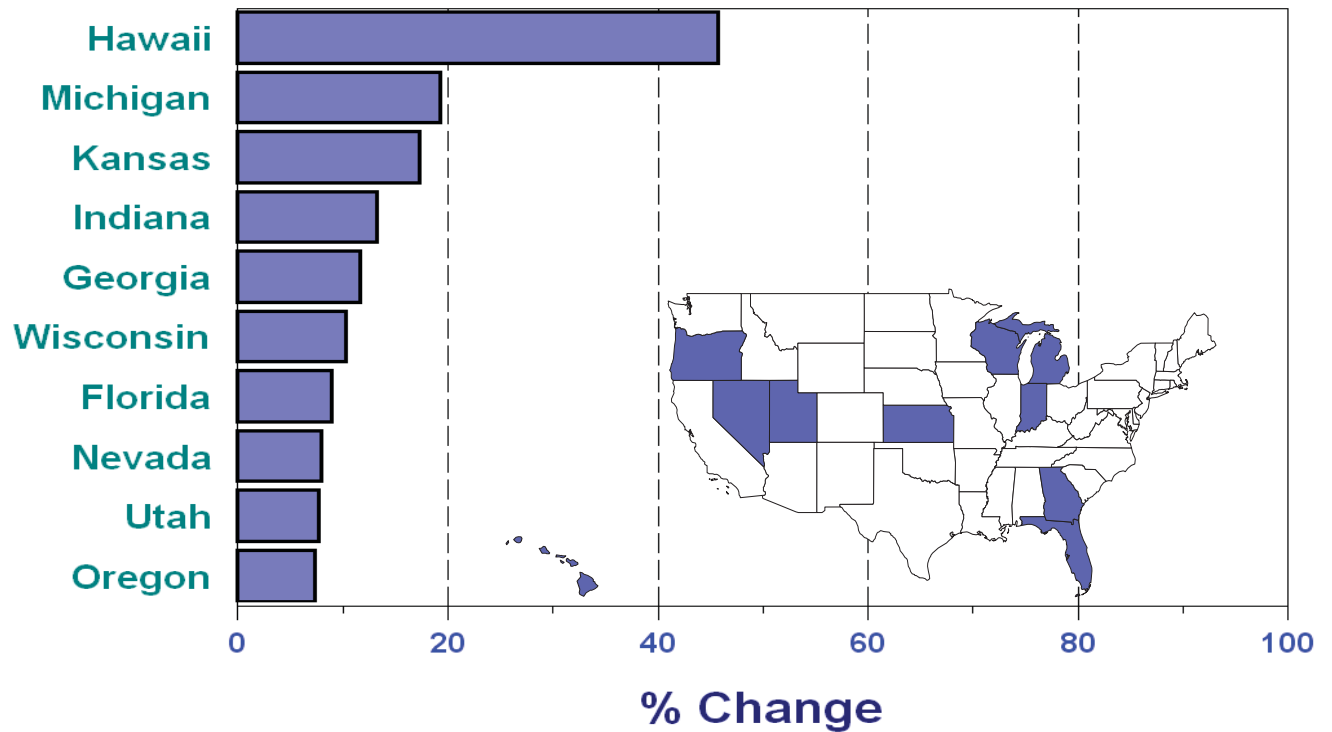 Hawaii
Michigan
Kansas
Indiana
Georgia
Wisconsin
Florida
Nevada
Utah
Oregon
0 20 40 60 80 100
% Change